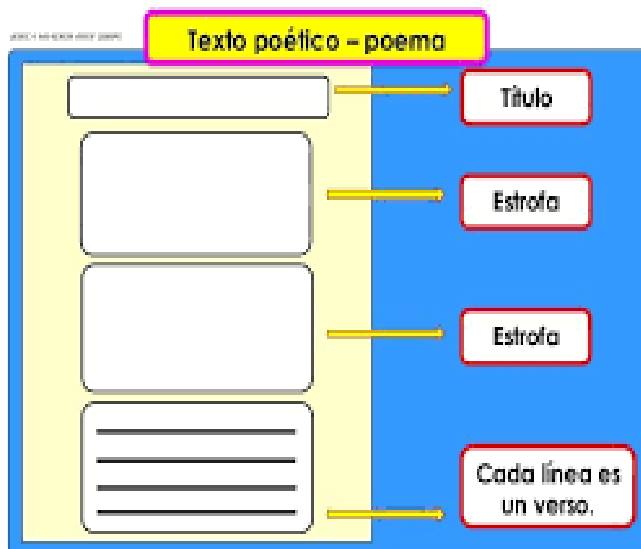 Texto poético – poema
Título
Estrofa
Estrofa
Cada línea es
un verso.